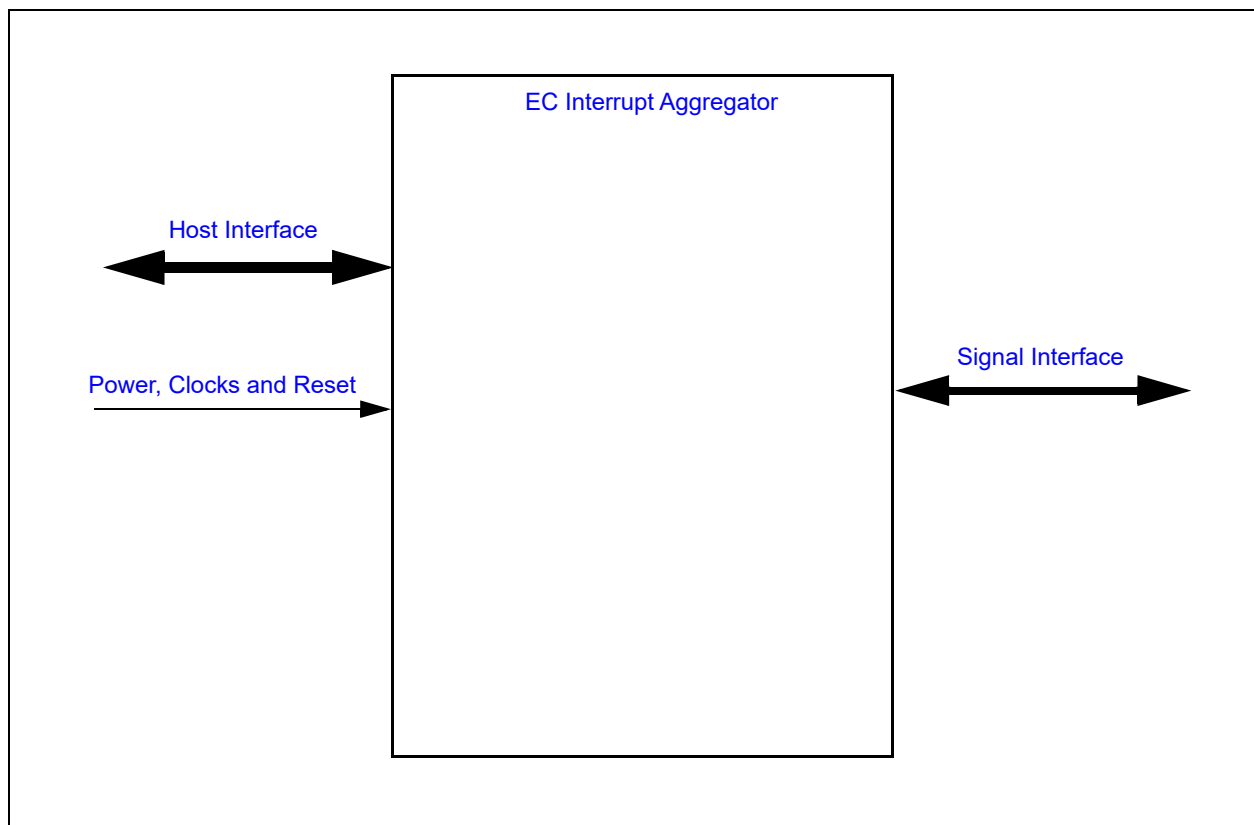 EC Interrupt Aggregator
Host Interface
Signal Interface
Power, Clocks and Reset